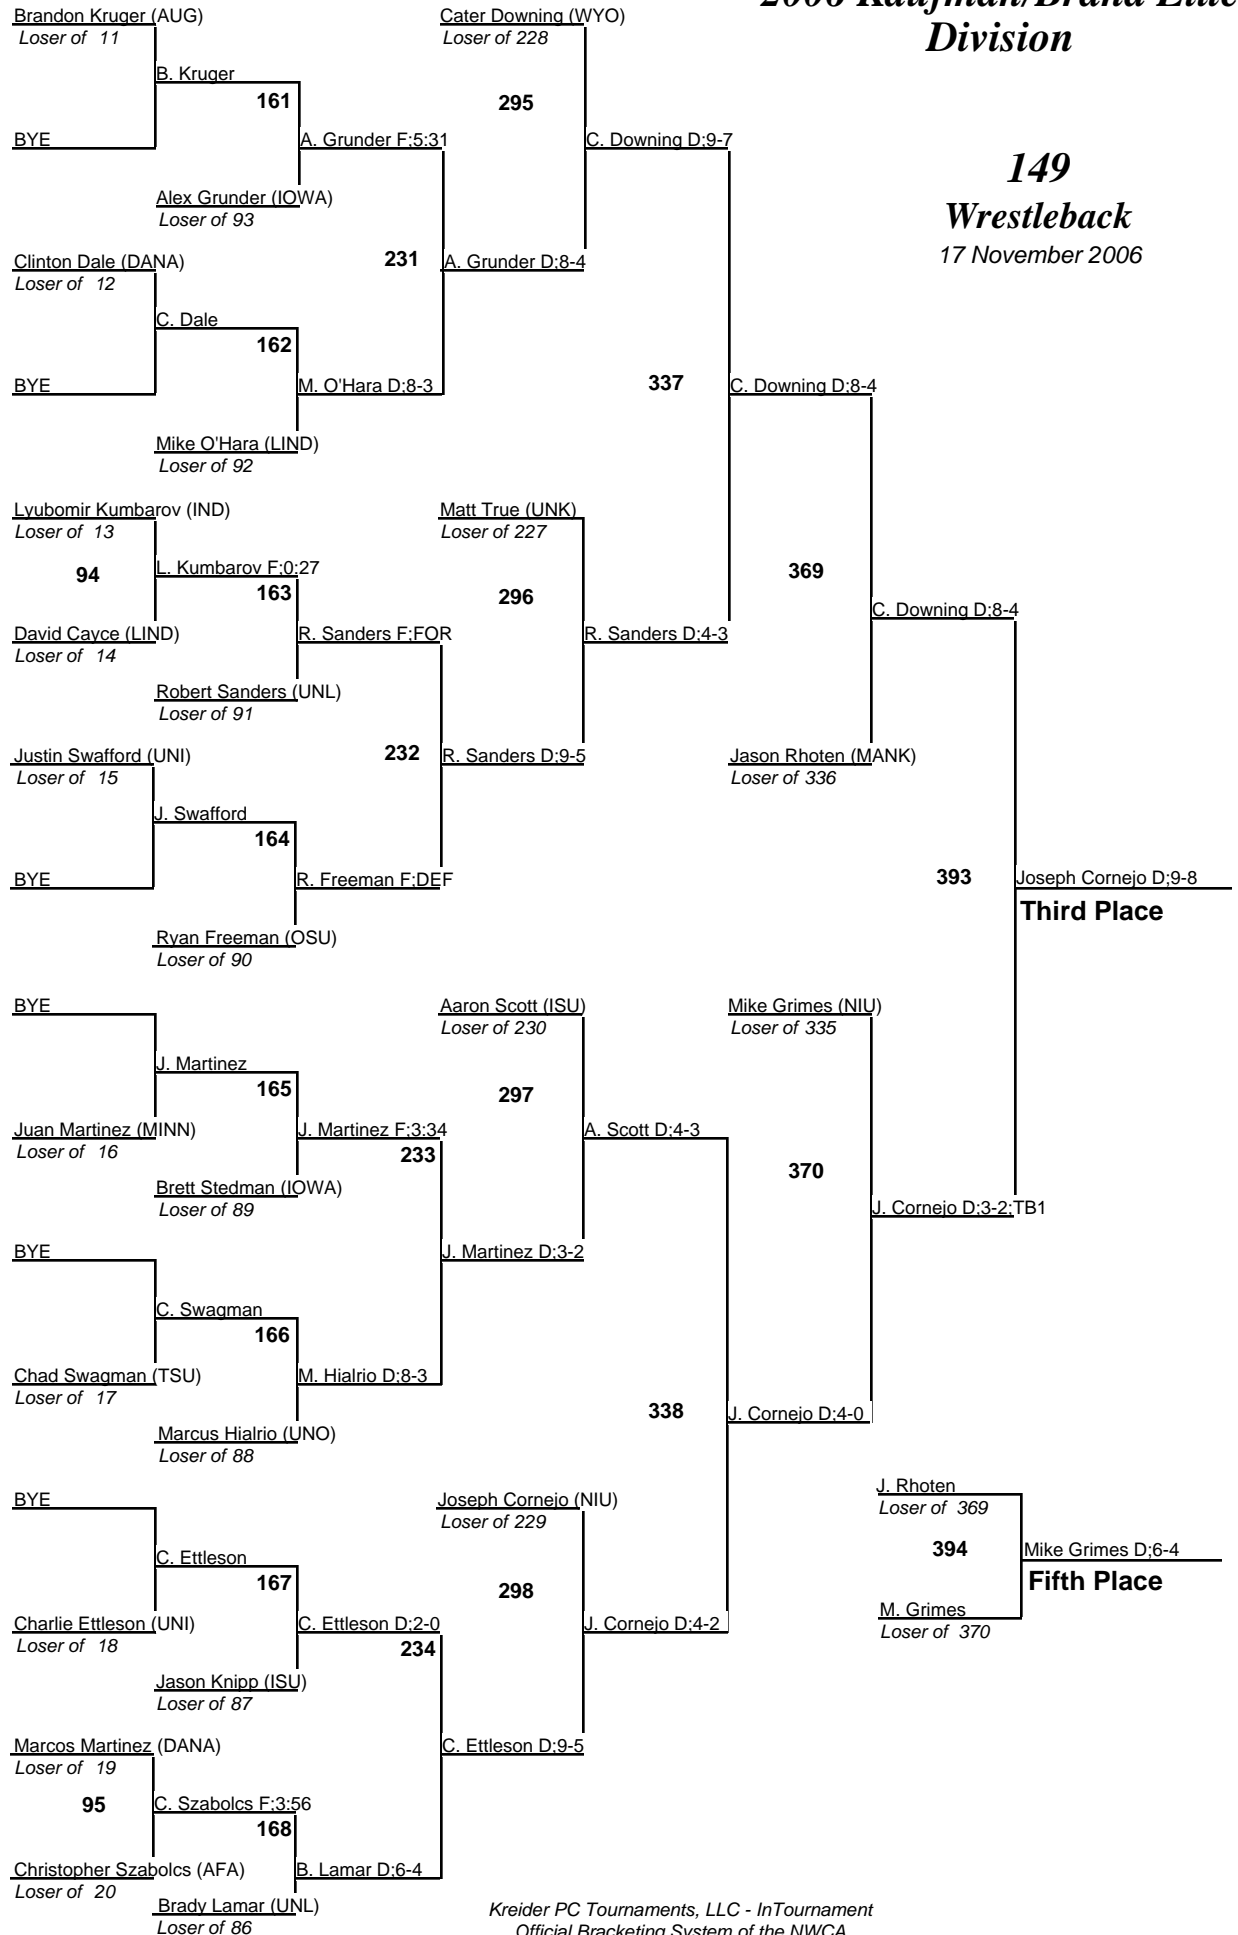 2006 Kaufman/Brand Elite
Division
149
Wrestleback
17 November 2006
Brandon Kruger (AUG)
Loser of 11
B. Kruger
161
BYE
A. Grunder F;5:31
Alex Grunder (IOWA)
Loser of 93
Clinton Dale (DANA)
Loser of 12
231
A. Grunder D;8-4
C. Dale
162
BYE
M. O'Hara D;8-3
Mike O'Hara (LIND)
Loser of 92
Cater Downing (WYO)
Loser of 228
295
C. Downing D;9-7
337
C. Downing D;8-4
Lyubomir Kumbarov (IND)
Loser of 13
94
L. Kumbarov F;0:27
163
David Cayce (LIND)
Loser of 14
R. Sanders F;FOR
Robert Sanders (UNL)
Loser of 91
Justin Swafford (UNI)
Loser of 15
232
R. Sanders D;9-5
J. Swafford
164
BYE
R. Freeman F;DEF
Ryan Freeman (OSU)
Loser of 90
Matt True (UNK)
Loser of 227
296
R. Sanders D;4-3
369
C. Downing D;8-4
Jason Rhoten (MANK)
Loser of 336
393
Joseph Cornejo D;9-8
Third Place
BYE
J. Martinez
165
Juan Martinez (MINN)
Loser of 16
J. Martinez F;3:34
233
Brett Stedman (IOWA)
Loser of 89
BYE
J. Martinez D;3-2
C. Swagman
166
Chad Swagman (TSU)
Loser of 17
M. Hialrio D;8-3
Marcus Hialrio (UNO)
Loser of 88
Aaron Scott (ISU)
Loser of 230
297
A. Scott D;4-3
Mike Grimes (NIU)
Loser of 335
370
J. Cornejo D;3-2;TB1
338
J. Cornejo D;4-0
BYE
C. Ettleson
167
Charlie Ettleson (UNI)
Loser of 18
C. Ettleson D;2-0
234
Jason Knipp (ISU)
Loser of 87
Marcos Martinez (DANA)
Loser of 19
C. Ettleson D;9-5
95
C. Szabolcs F;3:56
168
Christopher Szabolcs (AFA)
Loser of 20
B. Lamar D;6-4
Brady Lamar (UNL)
Loser of 86
Joseph Cornejo (NIU)
Loser of 229
298
J. Cornejo D;4-2
J. Rhoten
Loser of 369
394
Mike Grimes D;6-4
Fifth Place
M. Grimes
Loser of 370
Kreider PC Tournaments, LLC - InTournament
Official Bracketing System of the NWCA